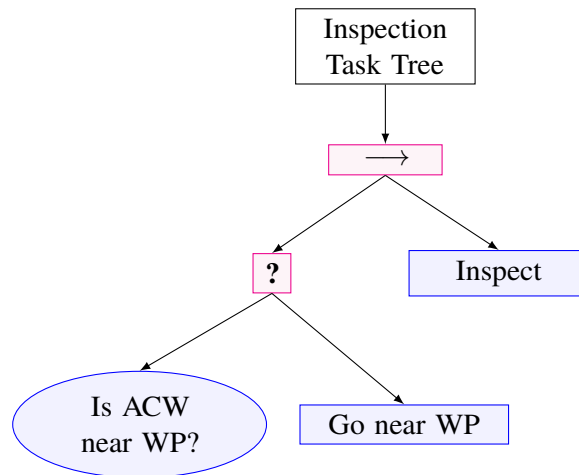 Inspection
Task Tree
⟶
?
Inspect
Is ACW
near WP?
Go near WP